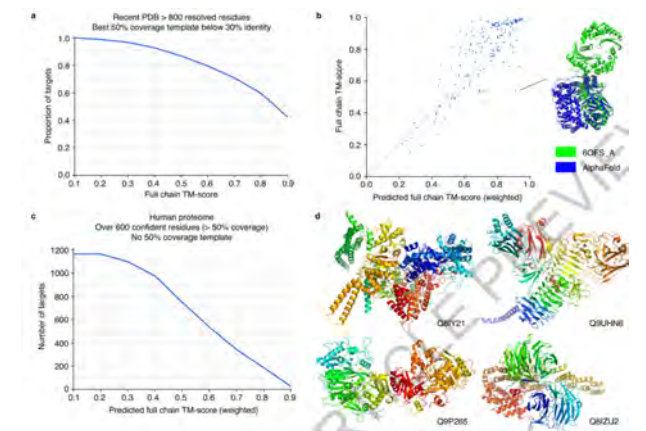 a
Recent PDB > 800 resolved residues
Best 50% coverage template below 30% identity
Proportion of targets
1.0
0.8
0.6
0.4
0.2
0.0
0.1 0.2 0.3 0.4 0.5 0.6 0.7 0.8 0.9
Full chain TM-score
b
Full chain TM-score
1.0
0.8
0.6
0.4
0.2
0.0
0.0 0.2 0.4 0.6 0.8 1.0
Predicted full chain TM-score (weighted)
6OFS_A
AlphaFold
c
Human proteome
Over 600 confident residues (> 50% coverage)
No 50% coverage template
Number of targets
1200
1000
800
600
400
200
0
0.1 0.2 0.3 0.4 0.5 0.6 0.7 0.8 0.9
Predicted full chain TM-score (weighted)
d
Q8IY21
Q9UHN6
Q9P265
Q6IZU2
PREVIEW